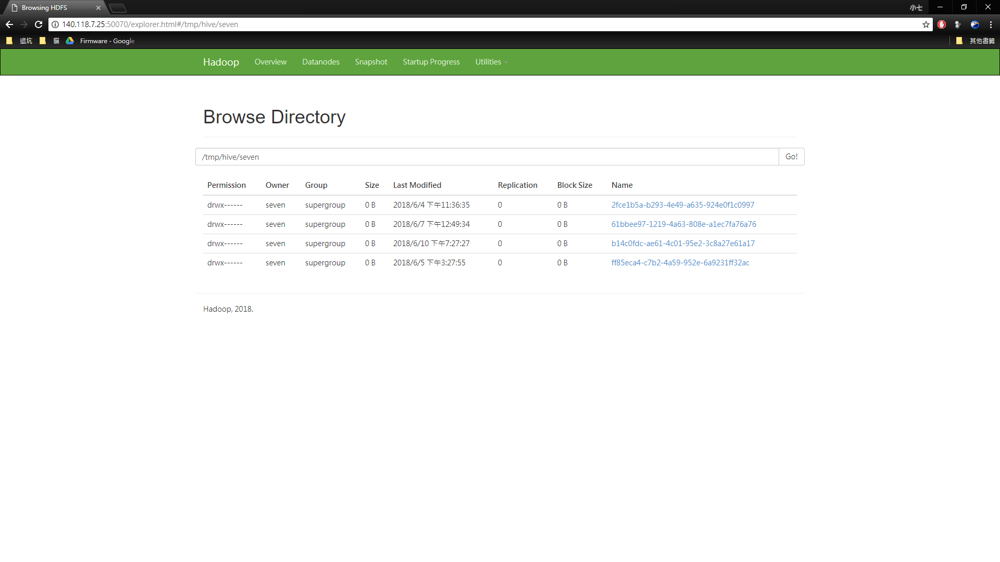 Browsing HDFS
小七
140.118.7.25:50070/explorer.html#/tmp/hive/seven
退坑 貓 Firmware - Google 其他書籤
Hadoop Overview Datanodes Snapshot Startup Progress Utilities
Browse Directory
/tmp/hive/seven Go!
Permission Owner Group Size Last Modified Replication Block Size Name
drwx------ seven supergroup 0 B 2018/6/4 下午11:36:35 0 0 B 2fce1b5a-b293-4e49-a635-924e0f1c0997
drwx------ seven supergroup 0 B 2018/6/7 下午12:49:34 0 0 B 61bbee97-1219-4a63-808e-a1ec7fa76a76
drwx------ seven supergroup 0 B 2018/6/10 下午7:27:27 0 0 B b14c0fdc-ae61-4c01-95e2-3c8a27e61a17
drwx------ seven supergroup 0 B 2018/6/5 下午3:27:55 0 0 B ff85eca4-c7b2-4a59-952e-6a9231ff32ac
Hadoop, 2018.